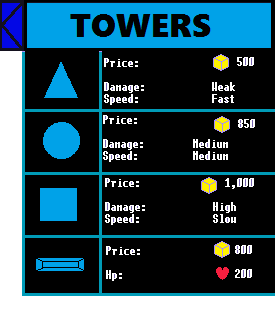 TOWERS
Price: 500
Damage: Weak
Speed: Fast
Price: 850
Damage: Medium
Speed: Medium
Price: 1,000
Damage: High
Speed: Slow
Price: 800
Hp: 200